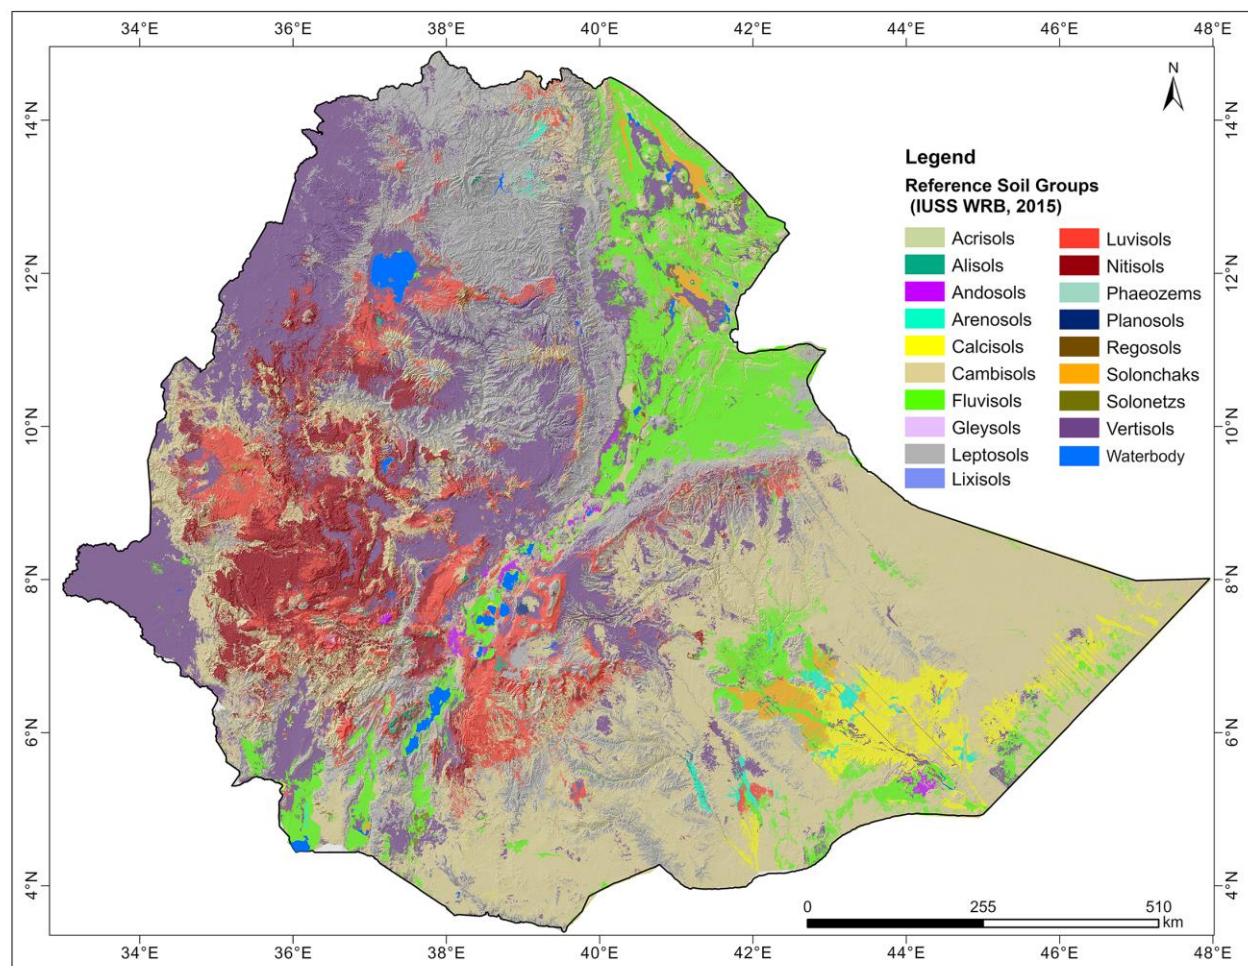 34°E 36°E 38°E 40°E 42°E 44°E 46°E 48°E
N
14°N 14°N
Legend
Reference Soil Groups
(IUSS WRB, 2015)
Acrisols Luvisols
Alisols Nitisols
Andosols Phaeozems
Arenosols Planosols
Calcisols Regosols
Cambisols Solonchaks
Fluvisols Solonetzs
Gleysols Vertisols
Leptosols Waterbody
Lixisols
12°N 12°N
10°N 10°N
8°N 8°N
6°N 6°N
4°N 4°N
0 255 510
km
34°E 36°E 38°E 40°E 42°E 44°E 46°E 48°E